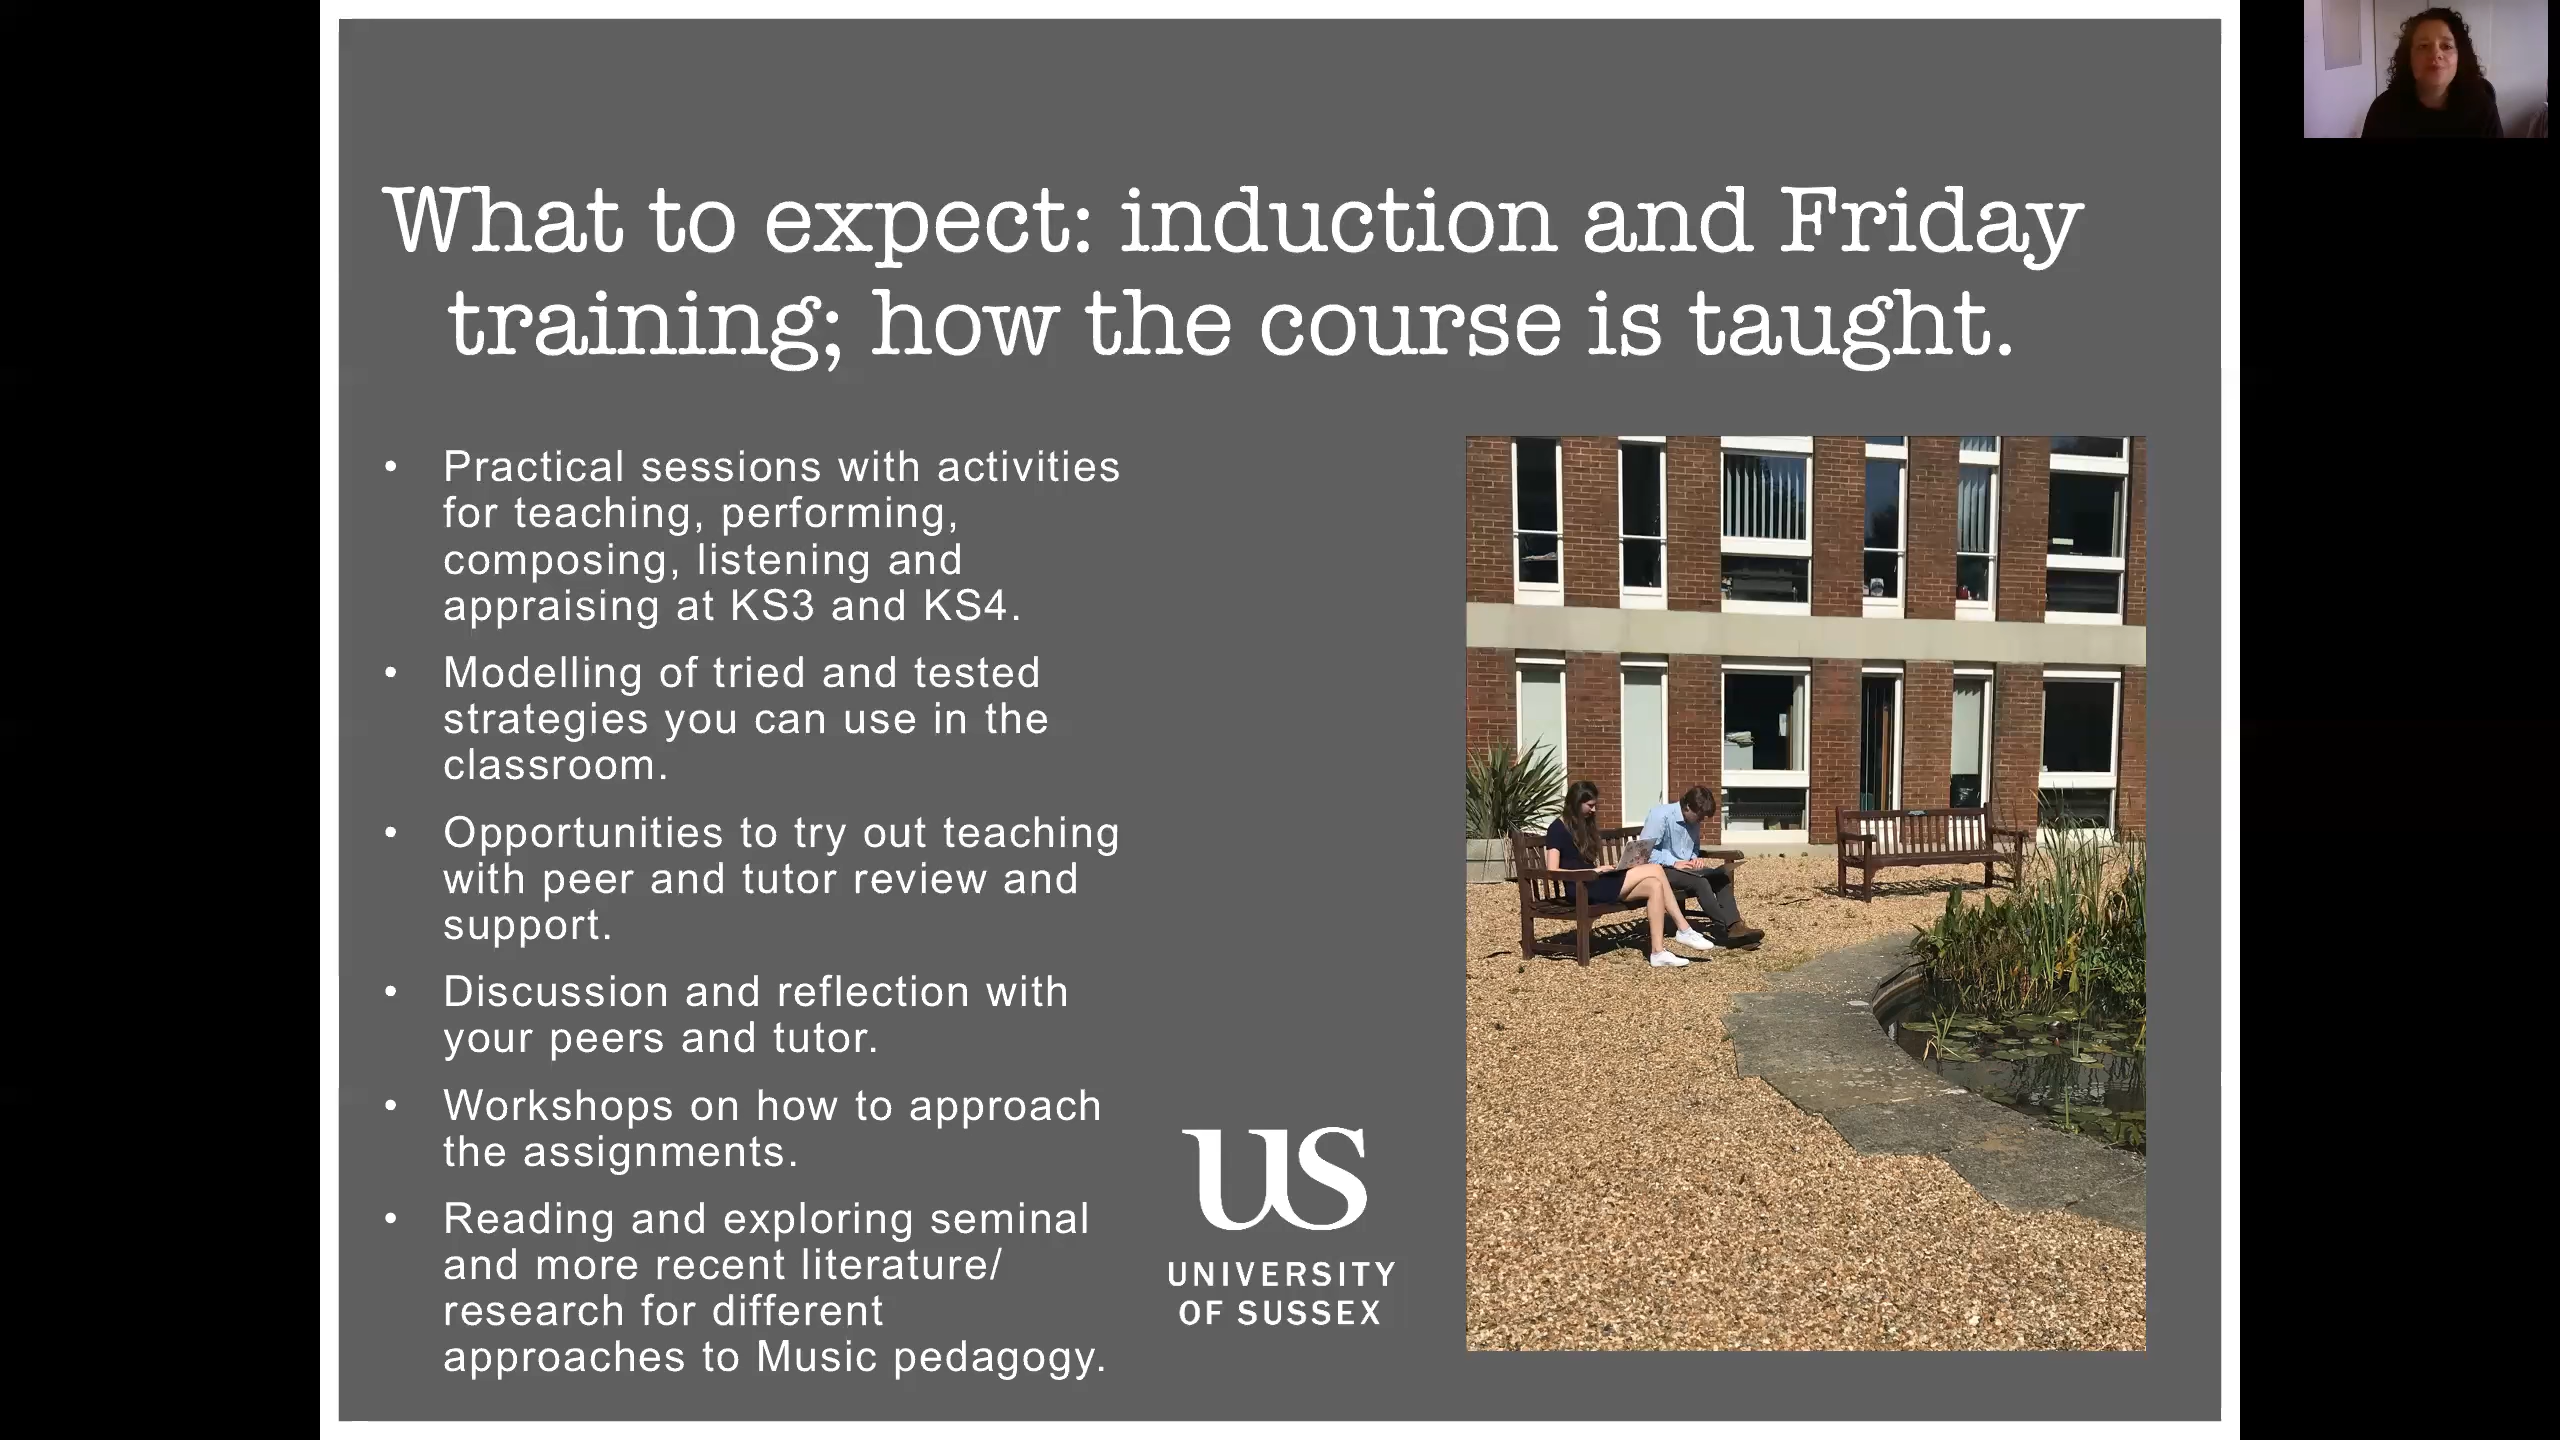 What to expect: induction and Friday
training; how the course is taught.
• Practical sessions with activities
for teaching, performing,
composing, listening and
appraising at KS3 and KS4.
• Modelling of tried and tested
strategies you can use in the
classroom.
• Opportunities to try out teaching
with peer and tutor review and
support.
• Discussion and reflection with
your peers and tutor.
• Workshops on how to approach
the assignments.
• Reading and exploring seminal
and more recent literature/
research for different
approaches to Music pedagogy.
US
UNIVERSITY
OF SUSSEX